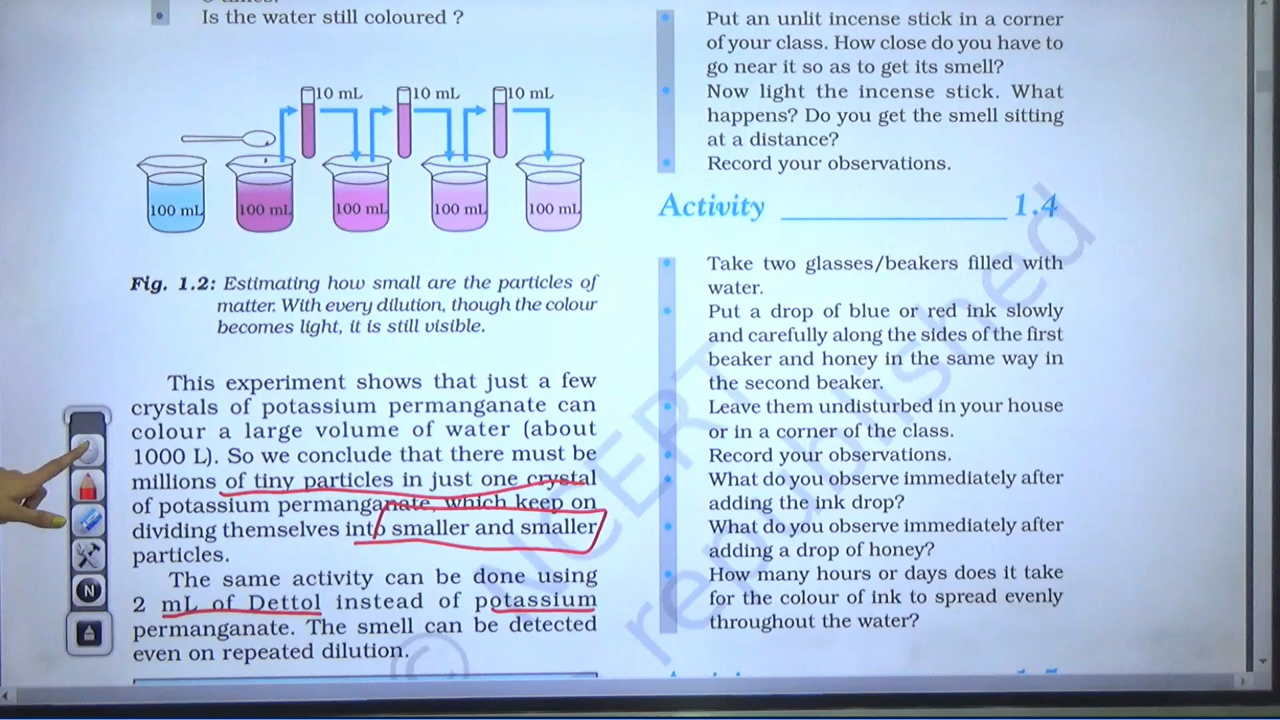 Is the water still coloured ?
10 mL 10 mL 10 mL
100 mL 100 mL 100 mL 100 mL 100 mL
Fig. 1.2: Estimating how small are the particles of
matter. With every dilution, though the colour
becomes light, it is still visible.
This experiment shows that just a few
crystals of potassium permanganate can
colour a large volume of water (about
1000 L). So we conclude that there must be
millions of tiny particles in just one crystal
of potassium permanganate, which keep on
dividing themselves into smaller and smaller
particles.
The same activity can be done using
2 mL of Dettol instead of potassium
permanganate. The smell can be detected
even on repeated dilution.
Put an unlit incense stick in a corner
of your class. How close do you have to
go near it so as to get its smell?
Now light the incense stick. What
happens? Do you get the smell sitting
at a distance?
Record your observations.
Activity 1.4
Take two glasses/beakers filled with
water.
Put a drop of blue or red ink slowly
and carefully along the sides of the first
beaker and honey in the same way in
the second beaker.
Leave them undisturbed in your house
or in a corner of the class.
Record your observations.
What do you observe immediately after
adding the ink drop?
What do you observe immediately after
adding a drop of honey?
How many hours or days does it take
for the colour of ink to spread evenly
throughout the water?
© NCERT
republished
N